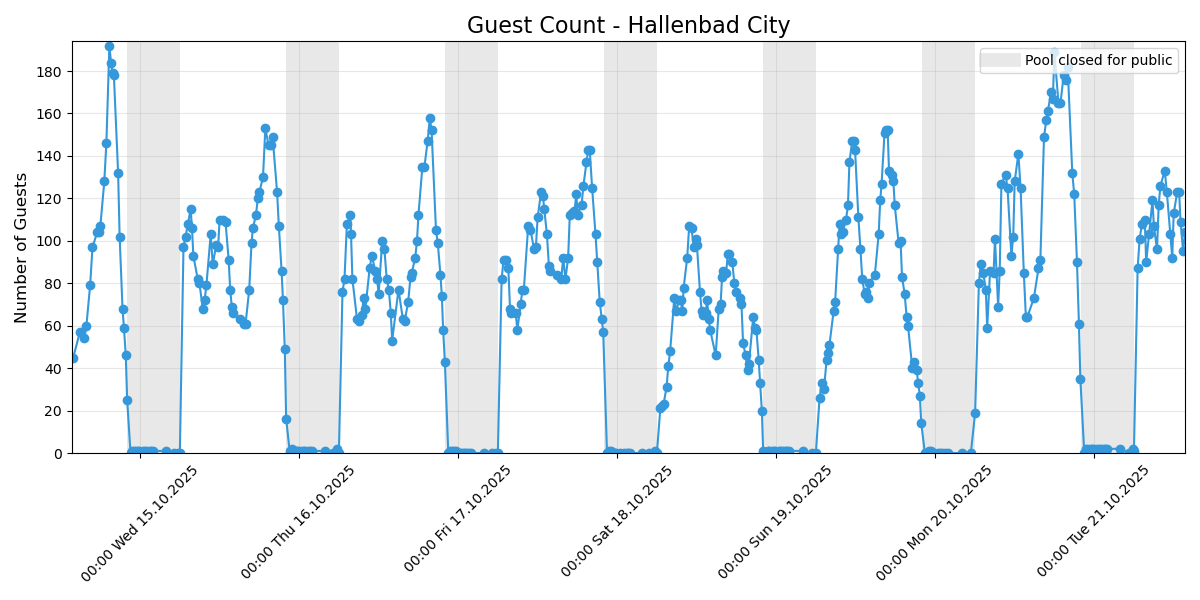 Guest Count - Hallenbad City
Pool closed for public
Number of Guests
180
160
140
120
100
80
60
40
20
0
00:00 Wed 15.10.2025
00:00 Thu 16.10.2025
00:00 Fri 17.10.2025
00:00 Sat 18.10.2025
00:00 Sun 19.10.2025
00:00 Mon 20.10.2025
00:00 Tue 21.10.2025